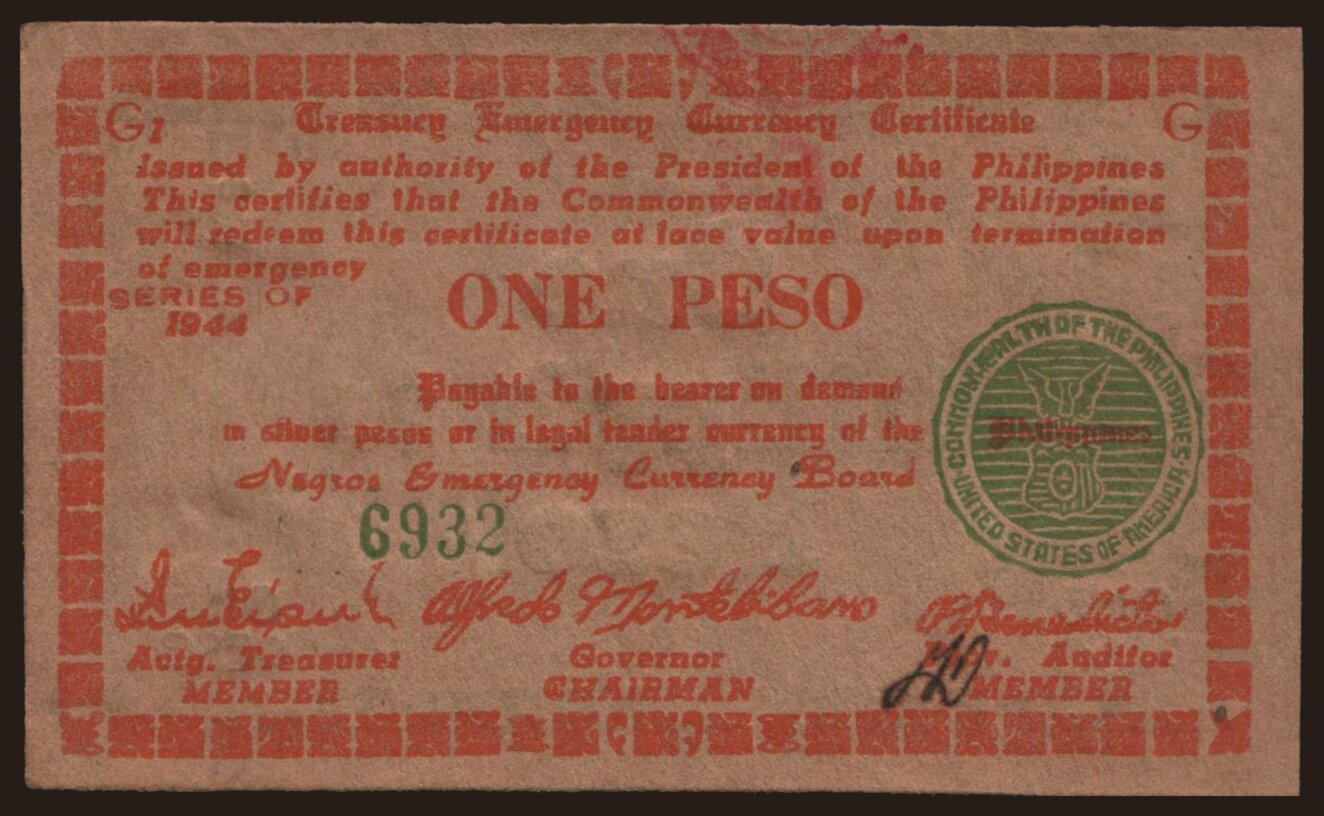 G1 Treasury Emergency Currency Certificate G
Issued by authority of the President of the Philippines
This certifies that the Commonwealth of the Philippines
will redeem this certificate at face value upon termination
of emergency
SERIES OF
1944
ONE PESO
Payable to the bearer on demand
in silver pesos or in legal tender currency of the Philippines
Negros Emergency Currency Board
6932
COMMONWEALTH OF THE PHILIPPINES
UNITED STATES OF AMERICA
Alfredo Montelibano
Actg. Treasurer
MEMBER
Governor
CHAIRMAN
Auditor
MEMBER